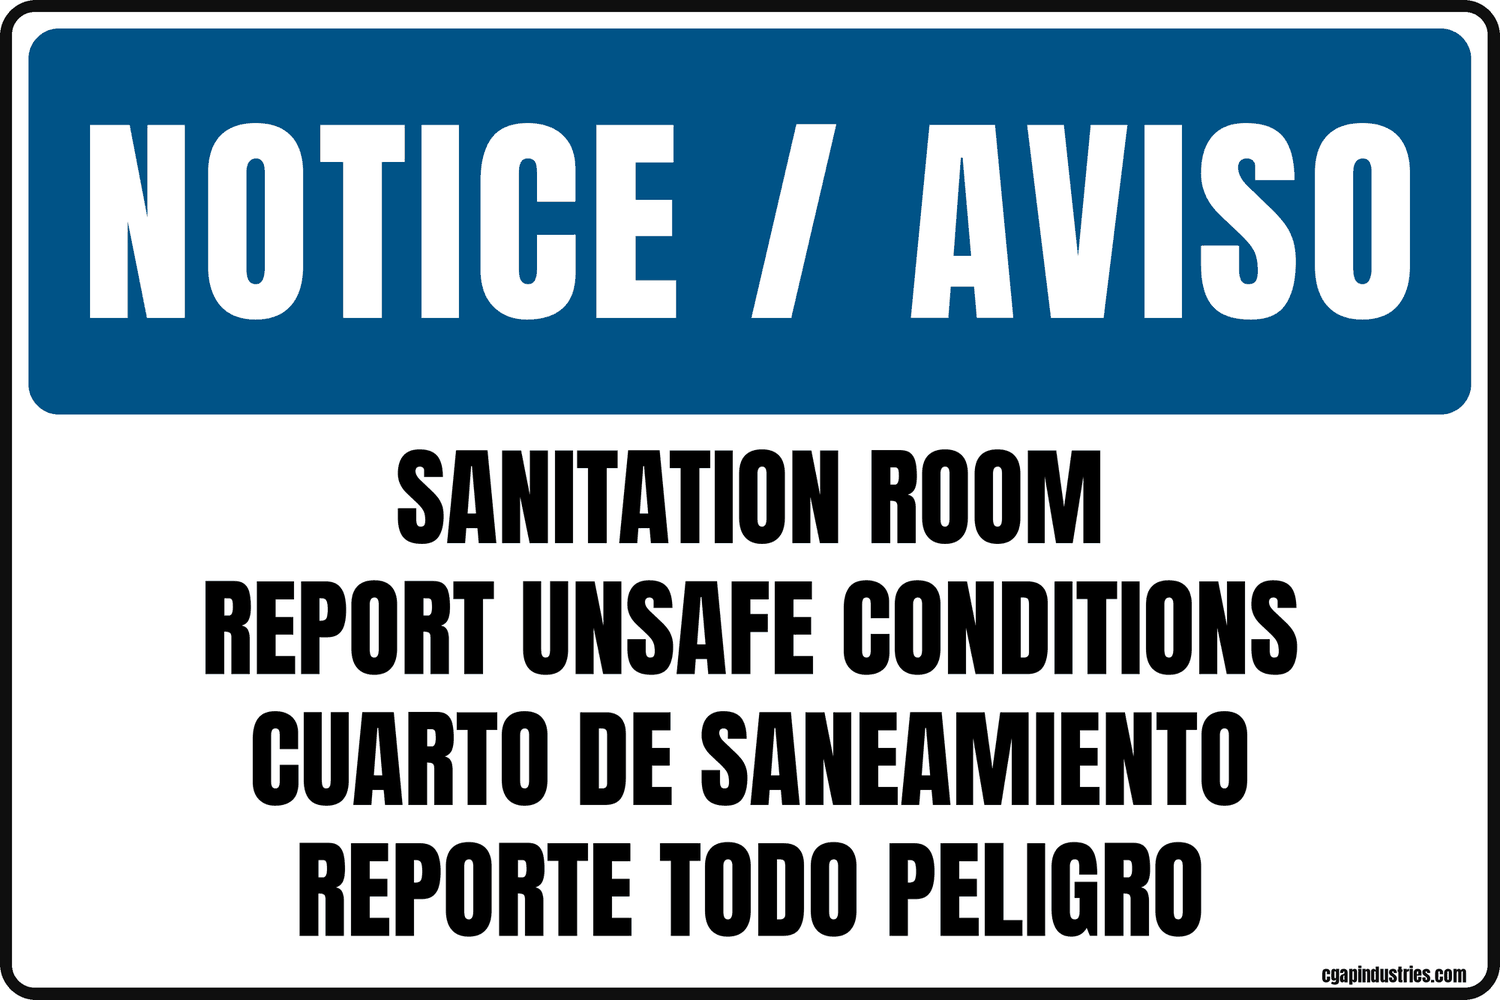 NOTICE / AVISO
SANITATION ROOM
REPORT UNSAFE CONDITIONS
CUARTO DE SANEAMIENTO
REPORTE TODO PELIGRO
cgapindustries.com